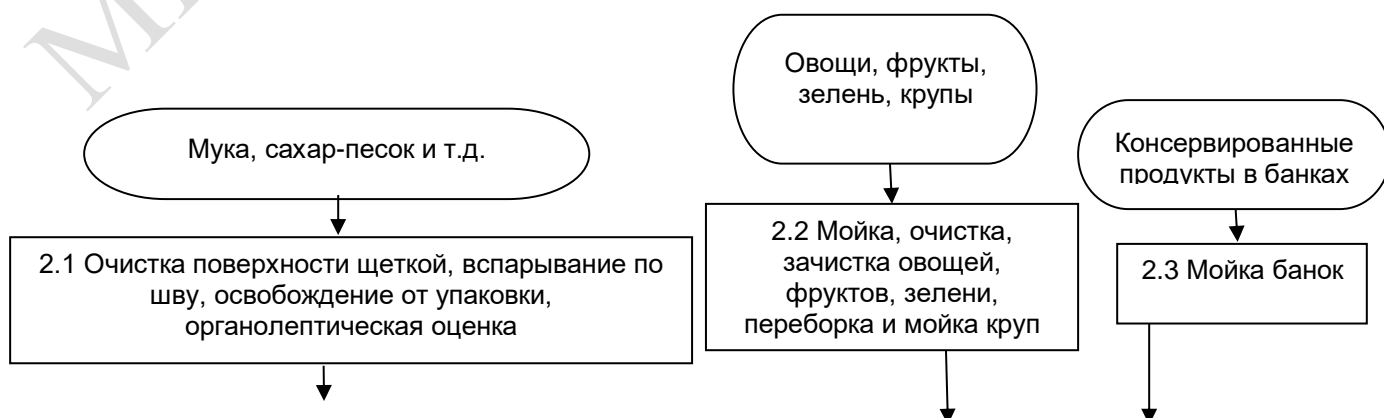 Мука, сахар-песок и т.д.
2.1 Очистка поверхности щеткой, вспарывание по
шву, освобождение от упаковки,
органолептическая оценка
Овощи, фрукты,
зелень, крупы
2.2 Мойка, очистка,
зачистка овощей,
фруктов, зелени,
переборка и мойка круп
Консервированные
продукты в банках
2.3 Мойка банок